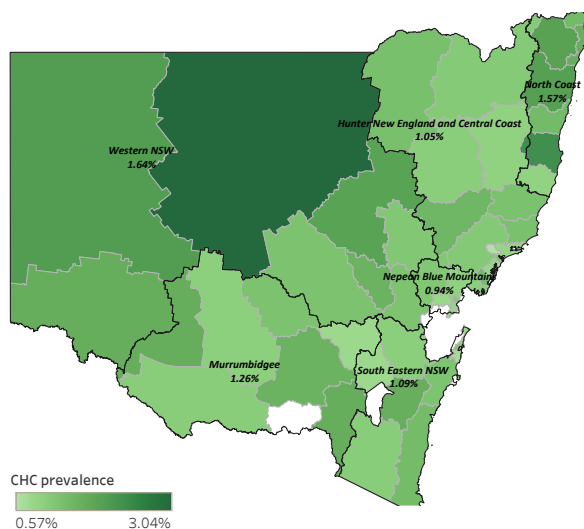 North Coast
1.57%
Hunter New England and Central Coast
1.05%
Western NSW
1.64%
Nepean Blue Mountains
0.94%
Murrumbidgee
1.26%
South Eastern NSW
1.09%
CHC prevalence
0.57%
3.04%